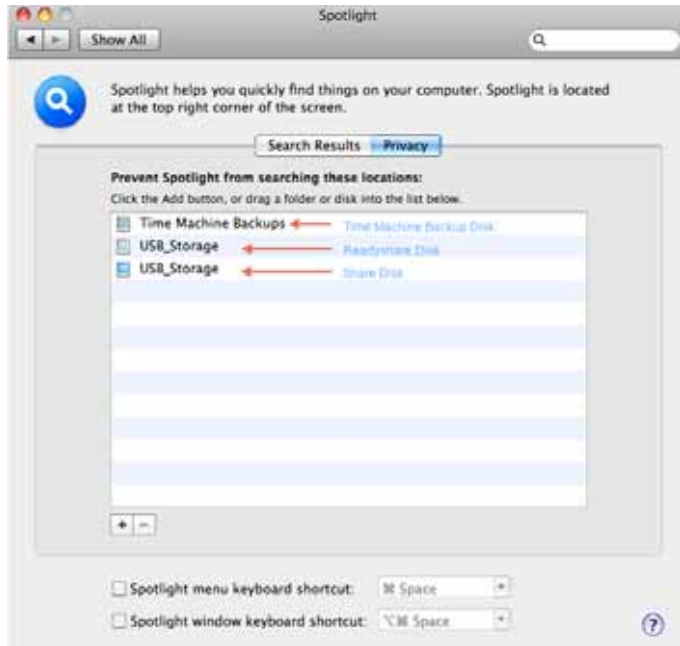 Spotlight
Show All
Spotlight helps you quickly find things on your computer. Spotlight is located
at the top right corner of the screen.
Search Results Privacy
Prevent Spotlight from searching these locations:
Click the Add button, or drag a folder or disk into the list below.
Time Machine Backups Time Machine Backup Disk
USB_Storage Readyshare Disk
USB_Storage Share Disk
+ −
Spotlight menu keyboard shortcut: ⌘ Space
Spotlight window keyboard shortcut: ⌥⌘ Space
?